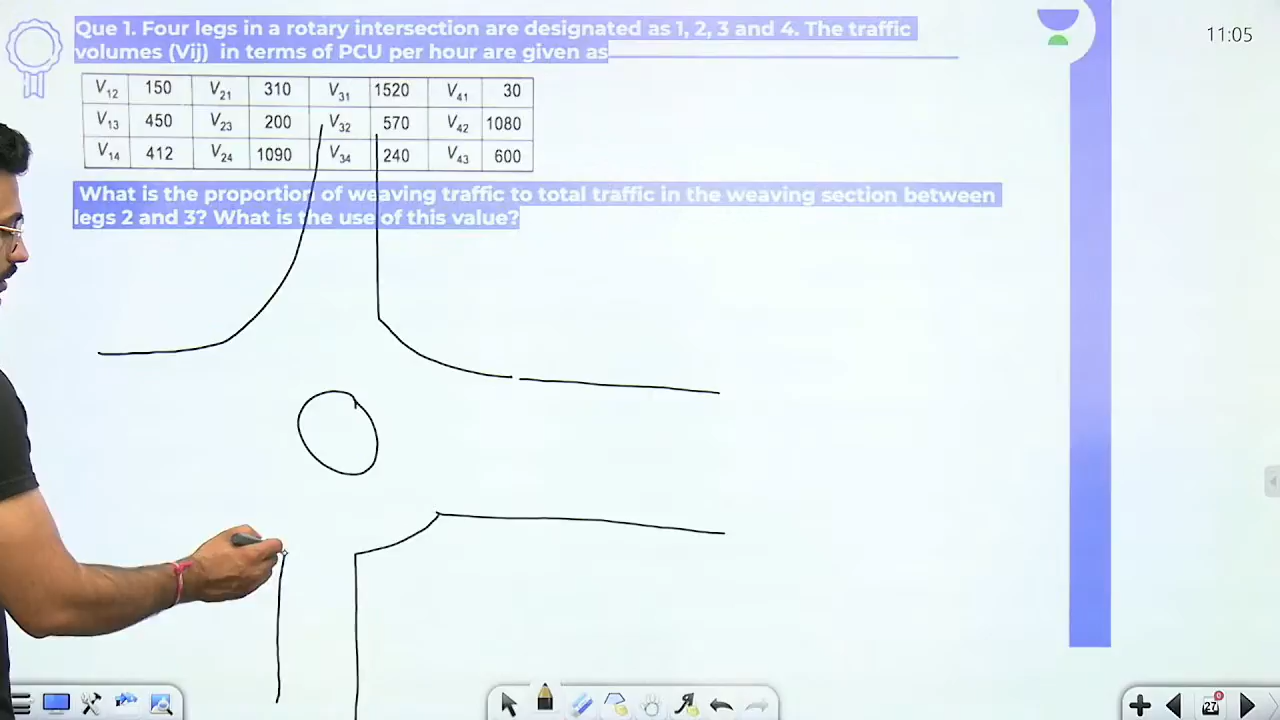 Que 1. Four legs in a rotary intersection are designated as 1, 2, 3 and 4. The traffic
volumes (Vij) in terms of PCU per hour are given as
11:05
V12 150 V21 310 V31 1520 V41 30
V13 450 V23 200 V32 570 V42 1080
V14 412 V24 1090 V34 240 V43 600
What is the proportion of weaving traffic to total traffic in the weaving section between
legs 2 and 3? What is the use of this value?
27